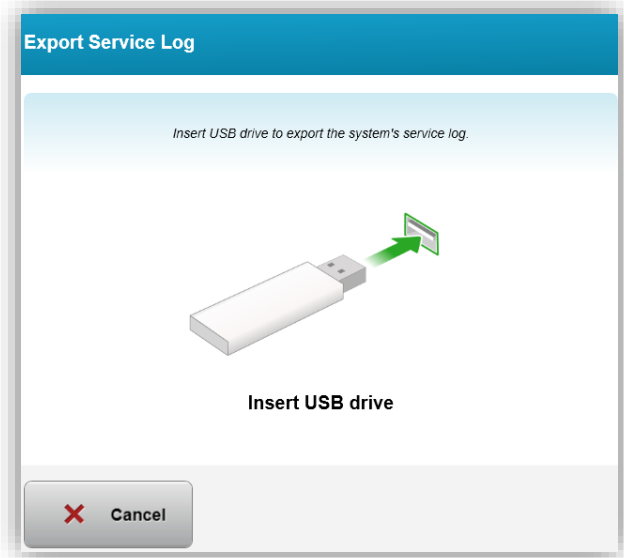 Export Service Log
Insert USB drive to export the system's service log.
Insert USB drive
Cancel